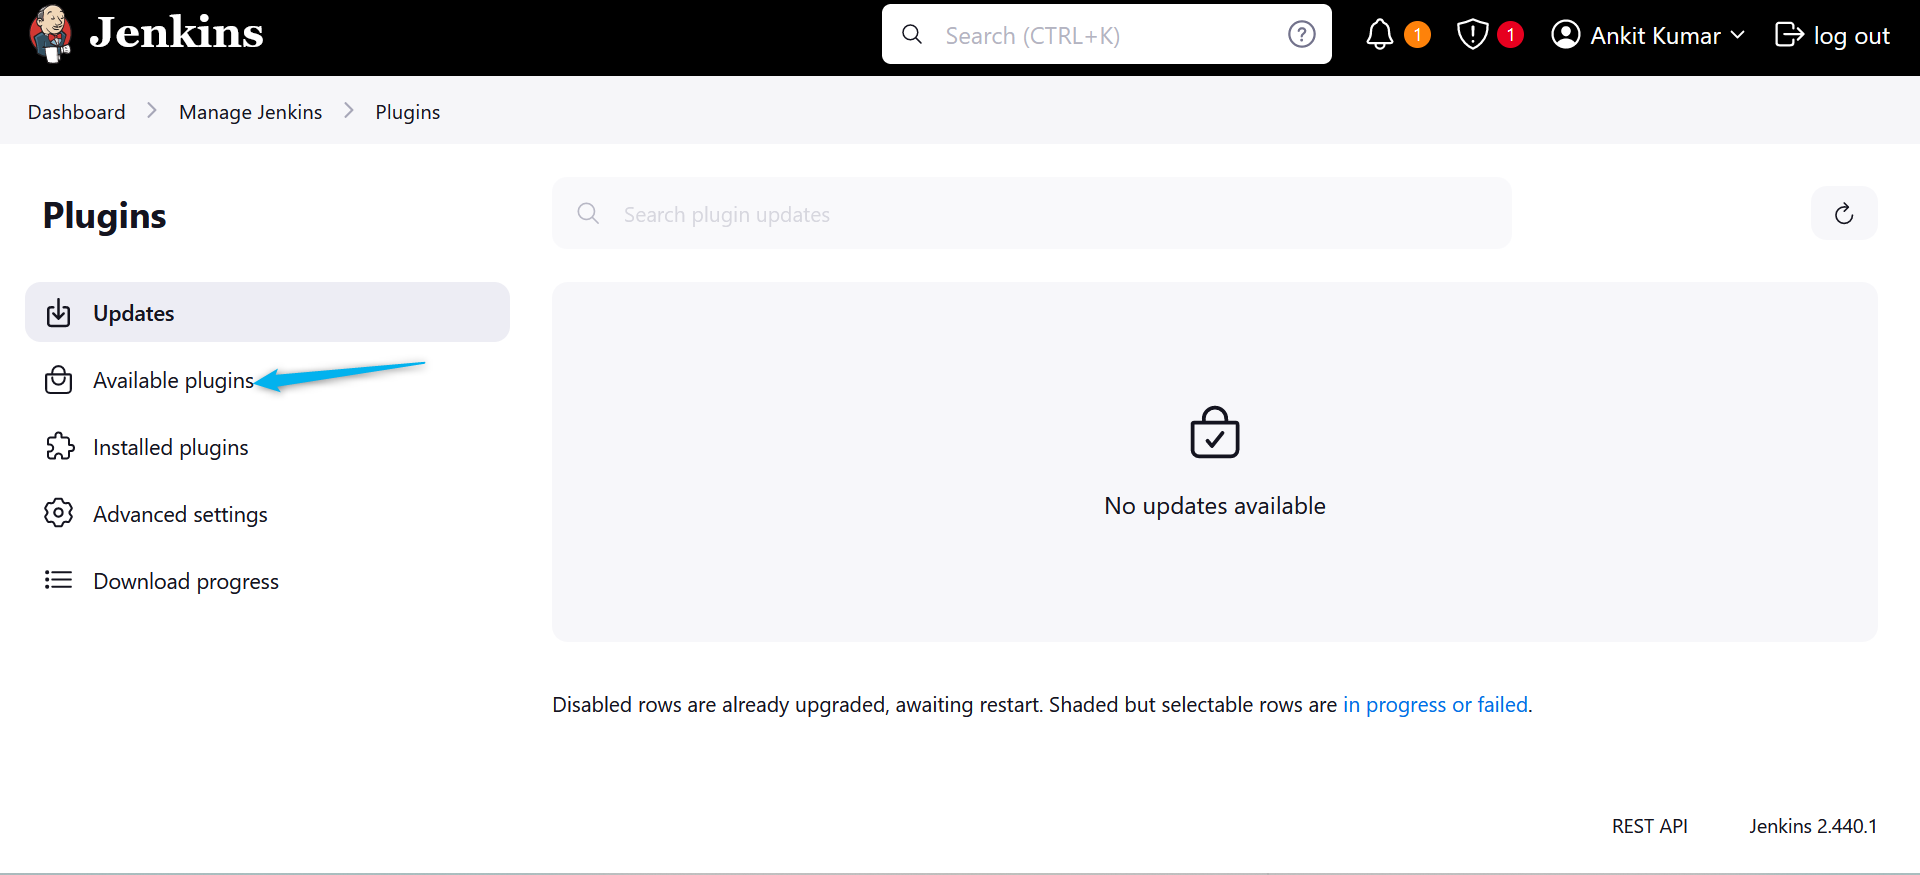 Jenkins
Search (CTRL+K)
?
1
1
Ankit Kumar
log out
Dashboard
Manage Jenkins
Plugins
Plugins
Search plugin updates
Updates
Available plugins
Installed plugins
Advanced settings
Download progress
No updates available
Disabled rows are already upgraded, awaiting restart. Shaded but selectable rows are in progress or failed.
REST API
Jenkins 2.440.1